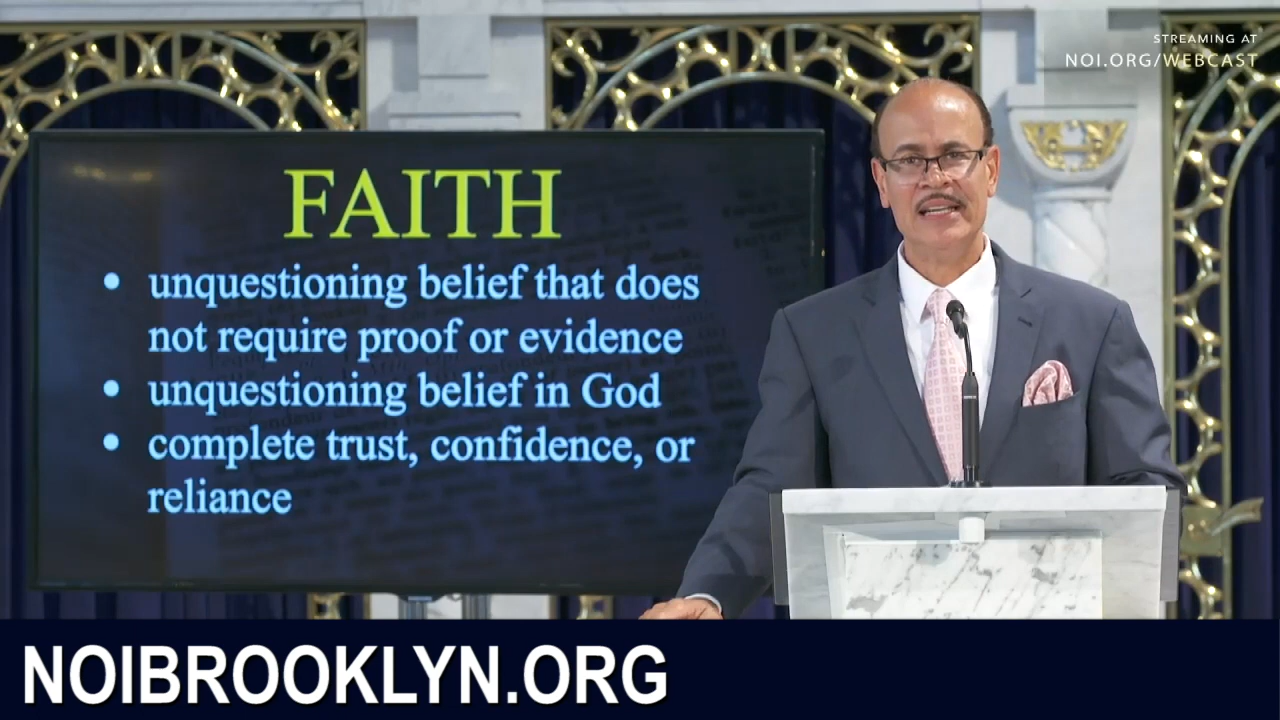 STREAMING AT
NOI.ORG/WEBCAST
FAITH
• unquestioning belief that does
not require proof or evidence
• unquestioning belief in God
• complete trust, confidence, or
reliance
NOIBROOKLYN.ORG